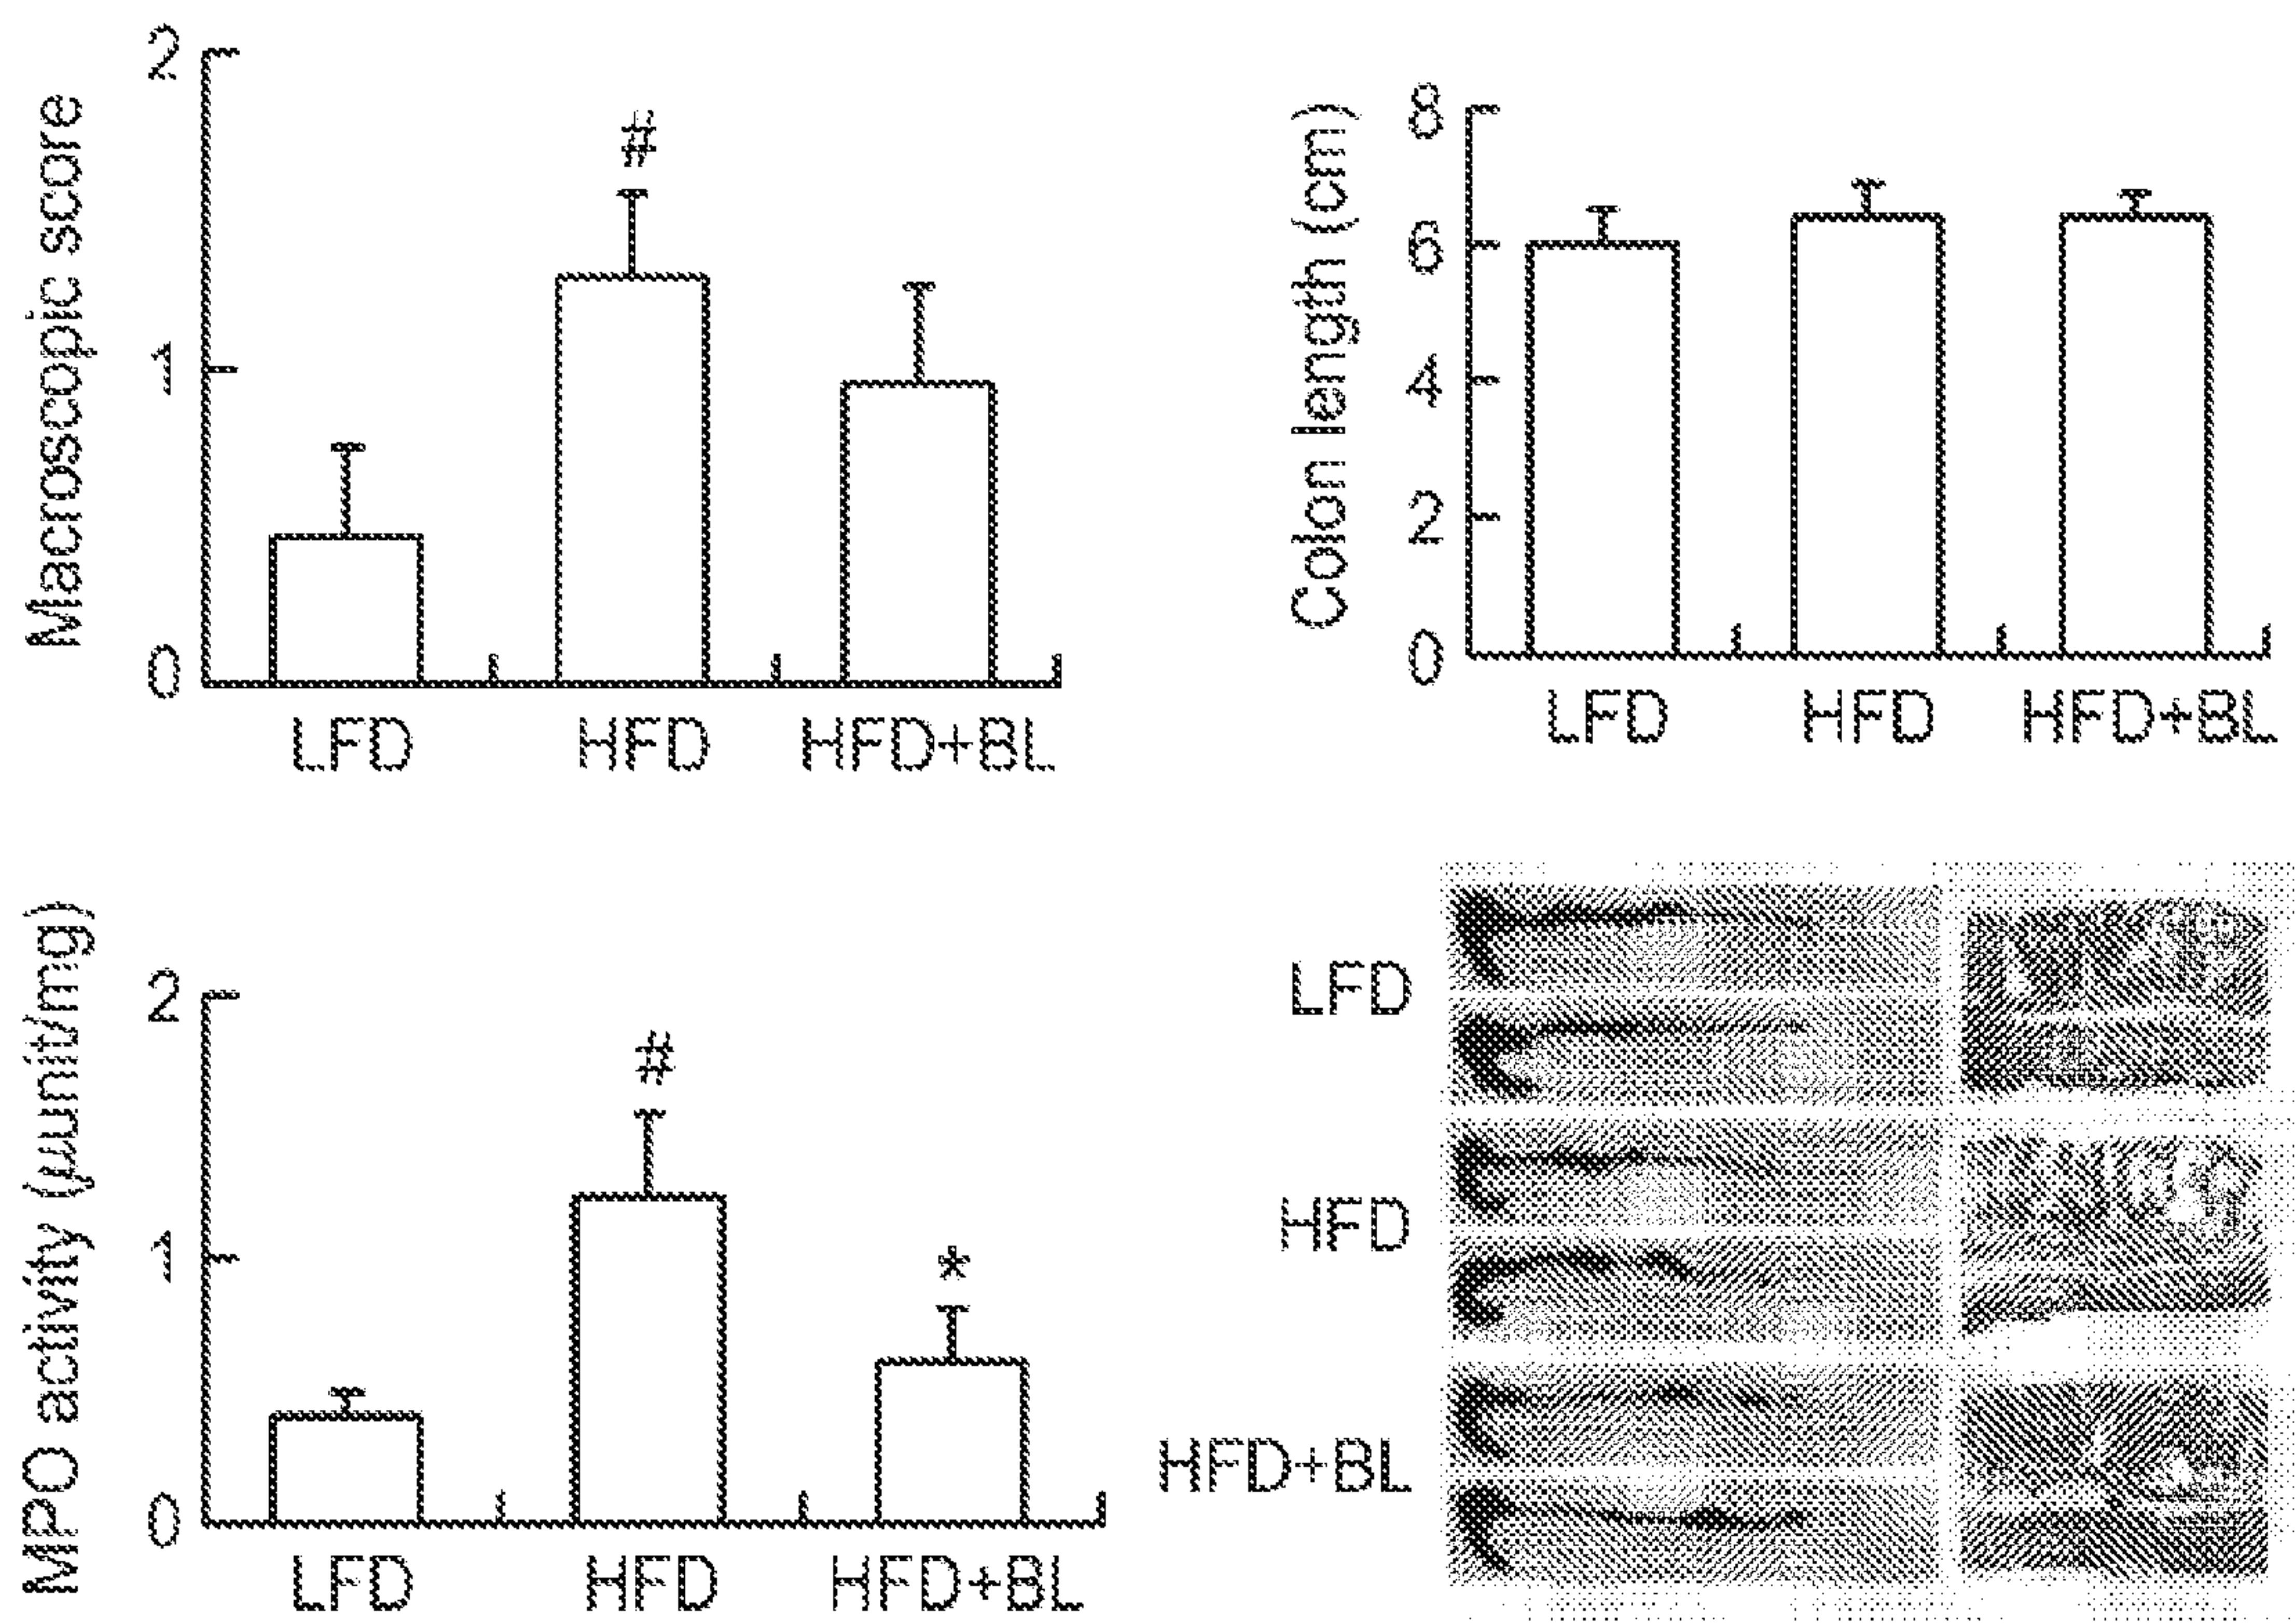 Macroscopic score
2
1
0
#
LFD HFD HFD+BL
Colon length (cm)
8
6
4
2
0
LFD HFD HFD+BL
MPO activity (μunit/mg)
2
1
0
#
*
LFD HFD HFD+BL
LFD
HFD
HFD+BL